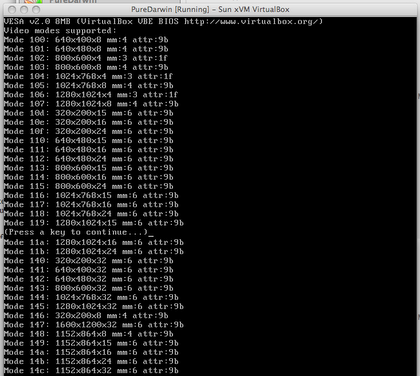 PureDarwin [Running] – Sun xVM VirtualBox
VESA v2.0 8MB (VirtualBox VBE BIOS http://www.virtualbox.org/)
Video modes supported:
Mode 100: 640x400x8 mm:4 attr:9b
Mode 101: 640x480x8 mm:4 attr:9b
Mode 102: 800x600x4 mm:3 attr:1f
Mode 103: 800x600x8 mm:4 attr:9b
Mode 104: 1024x768x4 mm:3 attr:1f
Mode 105: 1024x768x8 mm:4 attr:9b
Mode 106: 1280x1024x4 mm:3 attr:1f
Mode 107: 1280x1024x8 mm:4 attr:9b
Mode 10d: 320x200x15 mm:6 attr:9b
Mode 10e: 320x200x16 mm:6 attr:9b
Mode 10f: 320x200x24 mm:6 attr:9b
Mode 110: 640x480x15 mm:6 attr:9b
Mode 111: 640x480x16 mm:6 attr:9b
Mode 112: 640x480x24 mm:6 attr:9b
Mode 113: 800x600x15 mm:6 attr:9b
Mode 114: 800x600x16 mm:6 attr:9b
Mode 115: 800x600x24 mm:6 attr:9b
Mode 116: 1024x768x15 mm:6 attr:9b
Mode 117: 1024x768x16 mm:6 attr:9b
Mode 118: 1024x768x24 mm:6 attr:9b
Mode 119: 1280x1024x15 mm:6 attr:9b
(Press a key to continue...)_
Mode 11a: 1280x1024x16 mm:6 attr:9b
Mode 11b: 1280x1024x24 mm:6 attr:9b
Mode 140: 320x200x32 mm:6 attr:9b
Mode 141: 640x400x32 mm:6 attr:9b
Mode 142: 640x480x32 mm:6 attr:9b
Mode 143: 800x600x32 mm:6 attr:9b
Mode 144: 1024x768x32 mm:6 attr:9b
Mode 145: 1280x1024x32 mm:6 attr:9b
Mode 146: 320x200x8 mm:4 attr:9b
Mode 147: 1600x1200x32 mm:6 attr:9b
Mode 148: 1152x864x8 mm:4 attr:9b
Mode 149: 1152x864x15 mm:6 attr:9b
Mode 14a: 1152x864x16 mm:6 attr:9b
Mode 14b: 1152x864x24 mm:6 attr:9b
Mode 14c: 1152x864x32 mm:6 attr:9b